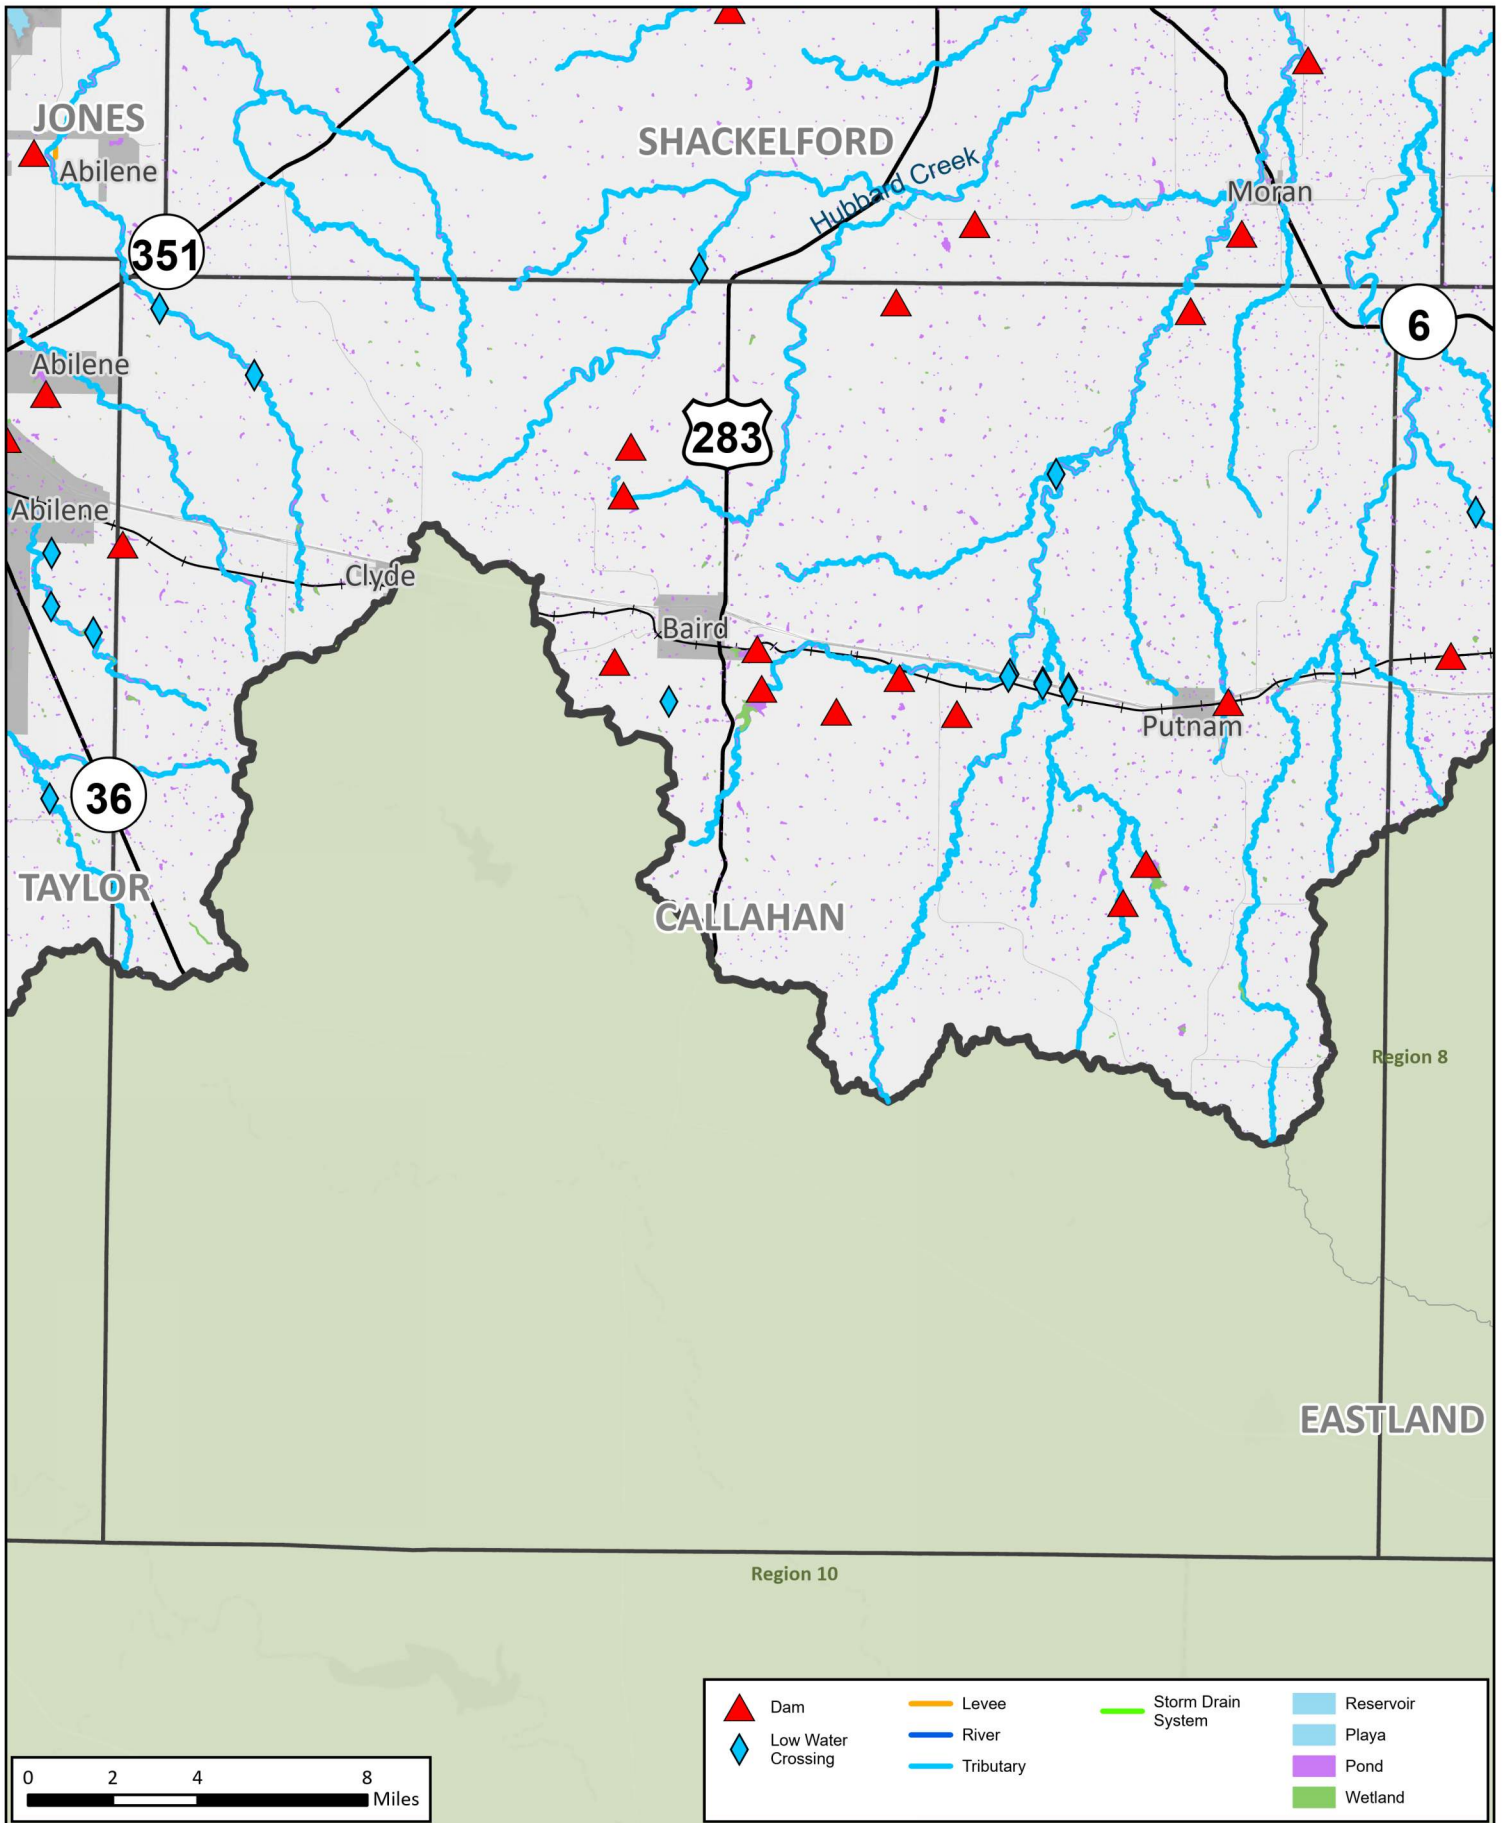 JONES
Abilene
SHACKELFORD
Hubbard Creek
Moran
351
6
Abilene
283
Abilene
Clyde
Baird
Putnam
36
TAYLOR
CALLAHAN
Region 8
EASTLAND
Region 10
Dam
Low Water
Crossing
Levee
River
Tributary
Storm Drain
System
Reservoir
Playa
Pond
Wetland
0 2 4 8
Miles